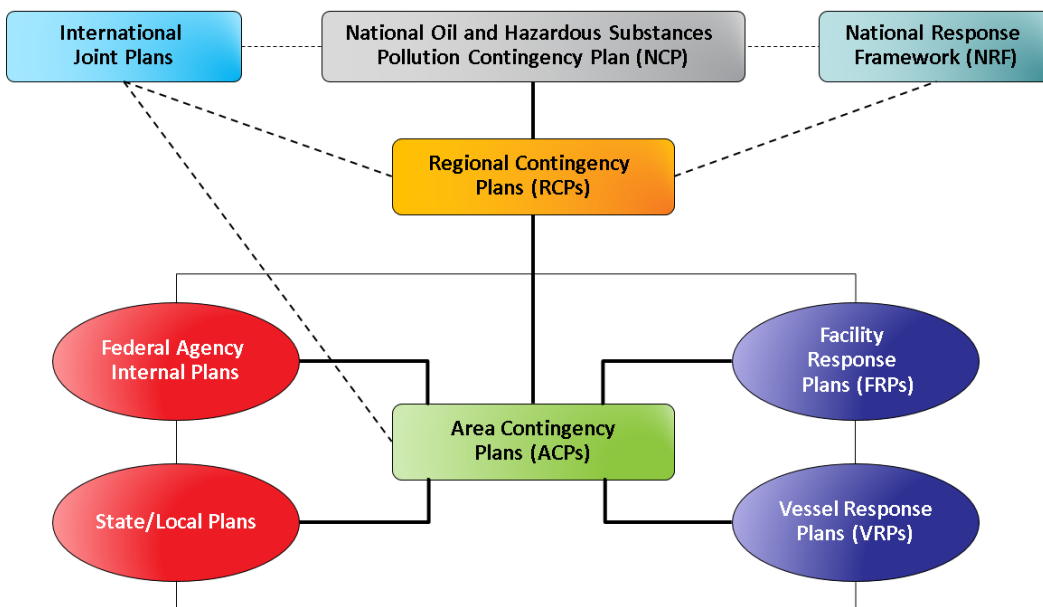 International
Joint Plans
National Oil and Hazardous Substances
Pollution Contingency Plan (NCP)
National Response
Framework (NRF)
Regional Contingency
Plans (RCPs)
Federal Agency
Internal Plans
Facility
Response
Plans (FRPs)
Area Contingency
Plans (ACPs)
State/Local Plans
Vessel Response
Plans (VRPs)